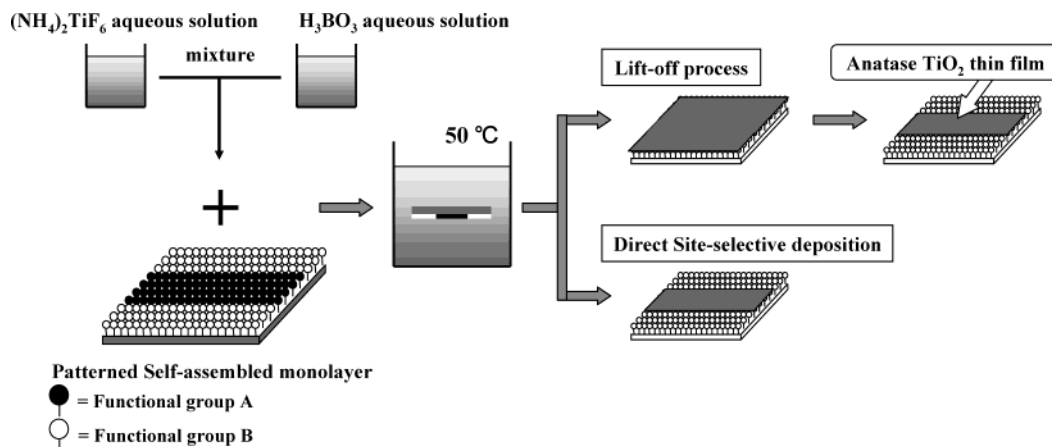 (NH₄)₂TiF₆ aqueous solution
H₃BO₃ aqueous solution
mixture
50 ℃
Lift-off process
Anatase TiO₂ thin film
Direct Site-selective deposition
Patterned Self-assembled monolayer
= Functional group A
= Functional group B